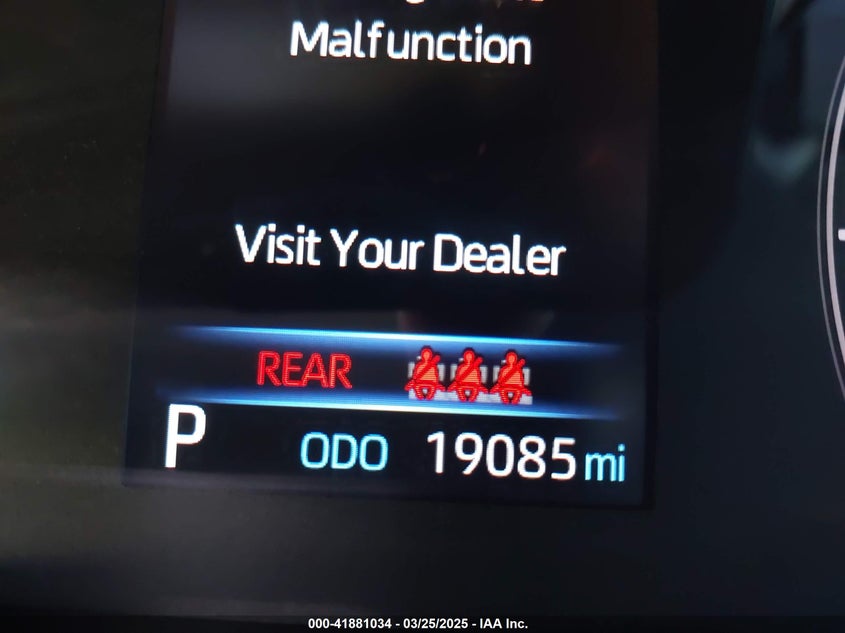 Malfunction
Visit Your Dealer
REAR
P ODO 19085 mi
000-41881034 - 03/25/2025 - IAA Inc.